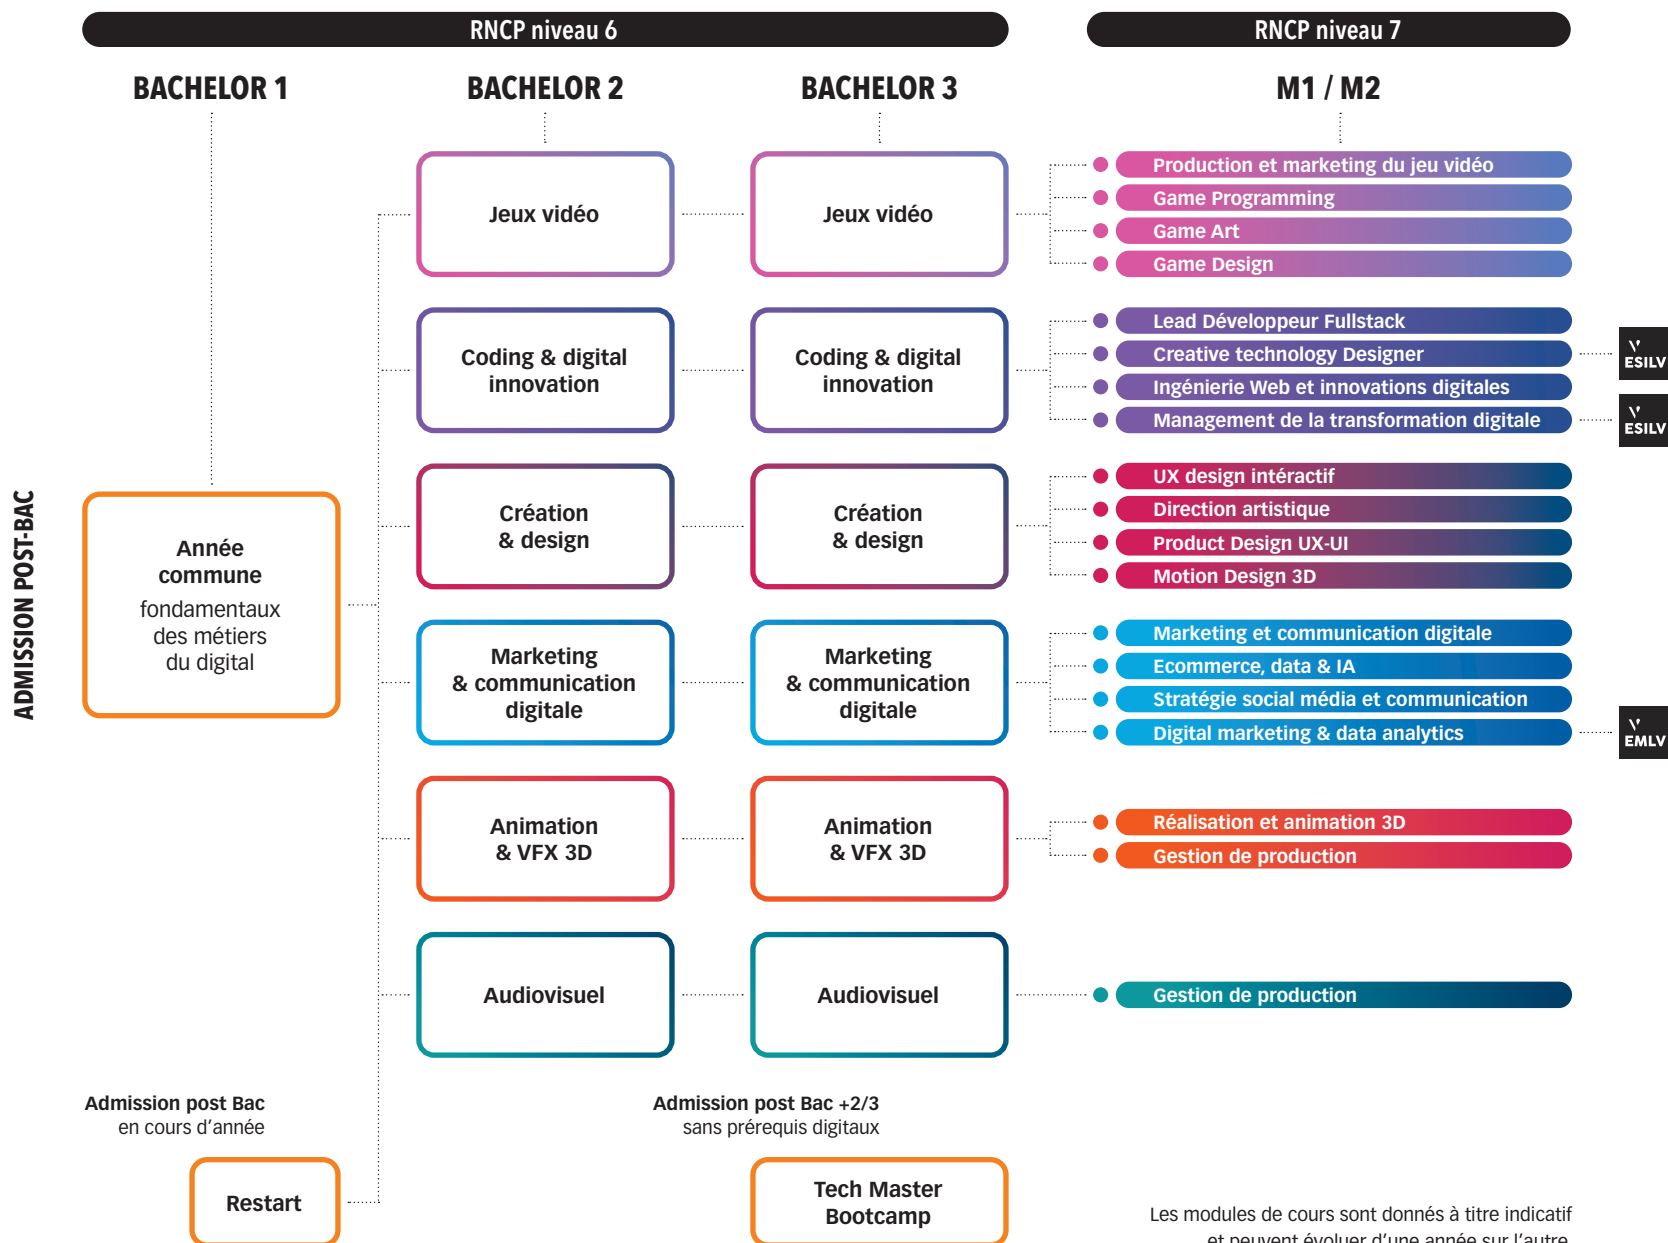 RNCP niveau 6
RNCP niveau 7
BACHELOR 1
BACHELOR 2
BACHELOR 3
M1 / M2
ADMISSION POST-BAC
Année
commune
fondamentaux
des métiers
du digital
Jeux vidéo
Jeux vidéo
Production et marketing du jeu vidéo
Game Programming
Game Art
Game Design
Coding & digital
innovation
Coding & digital
innovation
Lead Développeur Fullstack
Creative technology Designer
ESILV
Ingénierie Web et innovations digitales
Management de la transformation digitale
ESILV
Création
& design
Création
& design
UX design intéractif
Direction artistique
Product Design UX-UI
Motion Design 3D
Marketing
& communication
digitale
Marketing
& communication
digitale
Marketing et communication digitale
Ecommerce, data & IA
Stratégie social média et communication
Digital marketing & data analytics
EMLV
Animation
& VFX 3D
Animation
& VFX 3D
Réalisation et animation 3D
Gestion de production
Audiovisuel
Audiovisuel
Gestion de production
Admission post Bac
en cours d'année
Restart
Admission post Bac +2/3
sans prérequis digitaux
Tech Master
Bootcamp
Les modules de cours sont donnés à titre indicatif
et peuvent évoluer d'une année sur l'autre.